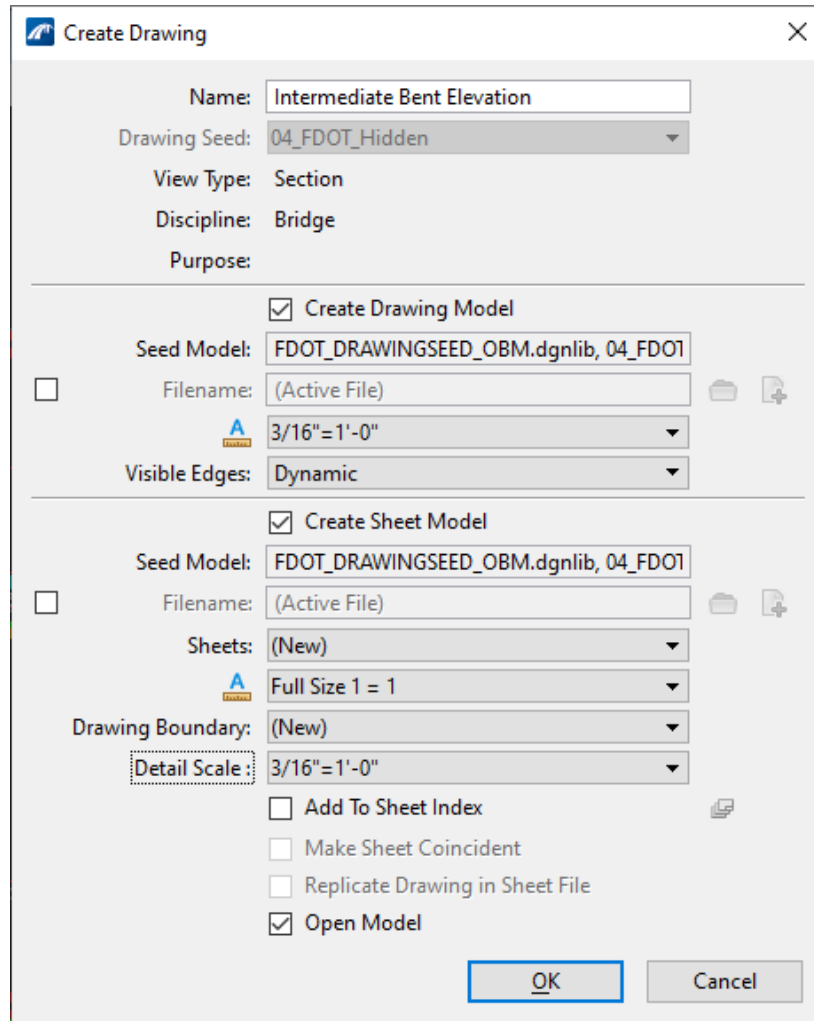 Create Drawing
Name: Intermediate Bent Elevation
Drawing Seed: 04_FDOT_Hidden
View Type: Section
Discipline: Bridge
Purpose:
Create Drawing Model
Seed Model: FDOT_DRAWINGSEED_OBM.dgnlib, 04_FDOT
Filename: (Active File)
A 3/16"=1'-0"
Visible Edges: Dynamic
Create Sheet Model
Seed Model: FDOT_DRAWINGSEED_OBM.dgnlib, 04_FDOT
Filename: (Active File)
Sheets: (New)
A Full Size 1 = 1
Drawing Boundary: (New)
Detail Scale : 3/16"=1'-0"
Add To Sheet Index
Make Sheet Coincident
Replicate Drawing in Sheet File
Open Model
OK Cancel